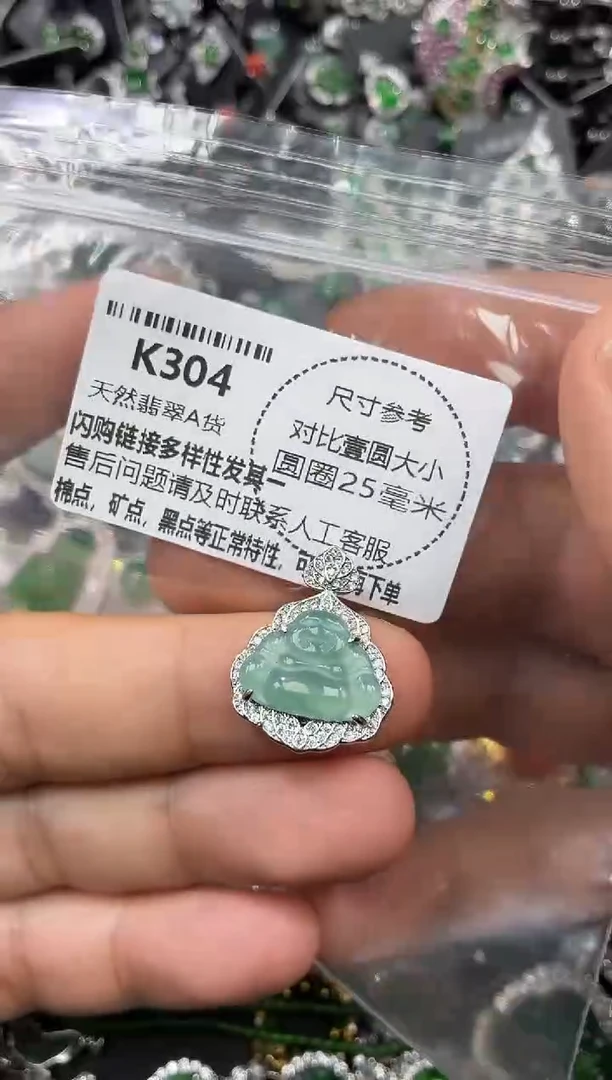 K304
天然翡翠A货
闪购链接多样性发其一
售后问题请及时联系人工客服
棉点,矿点,黑点等正常特性,可 再下单
尺寸参考
对比壹圆大小
圆圈25毫米